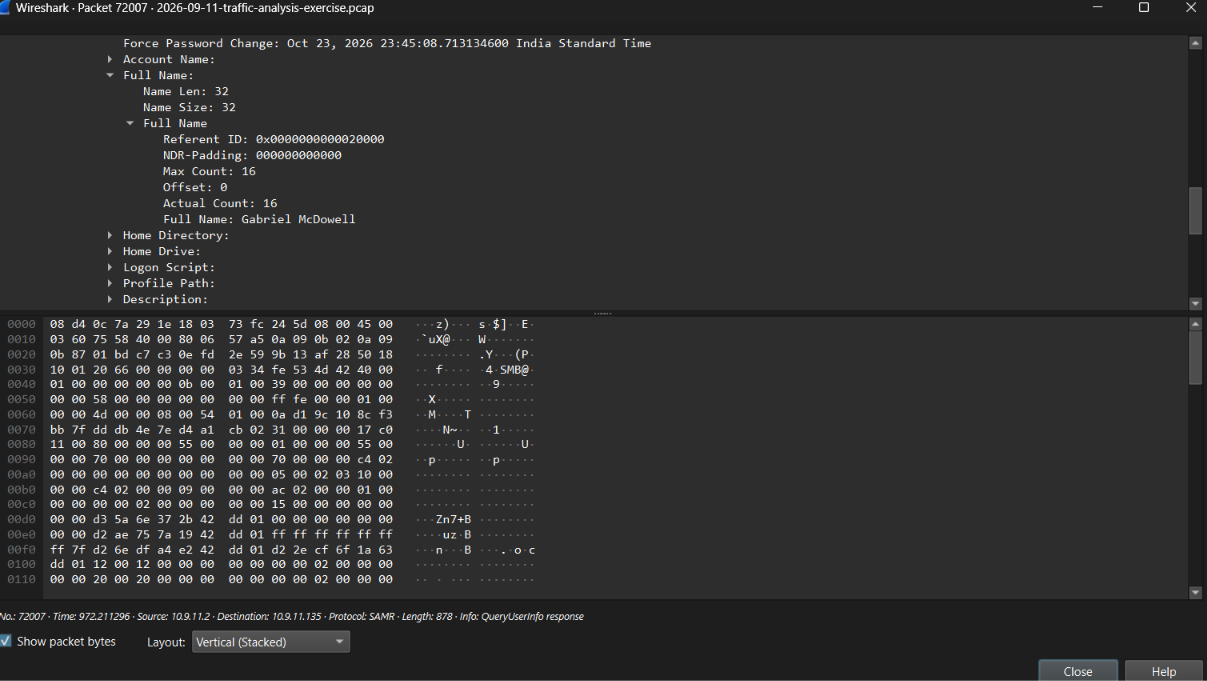 Wireshark · Packet 72007 · 2026-09-11-traffic-analysis-exercise.pcap
Force Password Change: Oct 23, 2026 23:45:08.713134600 India Standard Time
Account Name:
Full Name:
Name Len: 32
Name Size: 32
Full Name
Referent ID: 0x0000000000020000
NDR-Padding: 000000000000
Max Count: 16
Offset: 0
Actual Count: 16
Full Name: Gabriel McDowell
Home Directory:
Home Drive:
Logon Script:
Profile Path:
Description:
0000 08 d4 0c 7a 29 1e 18 03 73 fc 24 5d 08 00 45 00 ···z)··· s·$]··E·
0010 03 60 75 58 40 00 80 06 57 a5 0a 09 0b 02 0a 09 ·`uX@··· W·······
0020 0b 87 01 bd c7 c3 0e fd 2e 59 9b 13 af 28 50 18 ········ .Y···(P·
0030 10 01 20 66 00 00 00 00 03 34 fe 53 4d 42 40 00 ·· f···· ·4·SMB@·
0040 01 00 00 00 00 00 0b 00 01 00 39 00 00 00 00 00 ········ ··9·····
0050 00 00 58 00 00 00 00 00 00 00 ff fe 00 00 01 00 ··X····· ········
0060 00 00 4d 00 00 08 00 54 01 00 0a d1 9c 10 8c f3 ··M····T ········
0070 bb 7f dd db 4e 7e d4 a1 cb 02 31 00 00 00 17 c0 ····N~·· ··1·····
0080 11 00 80 00 00 00 55 00 00 00 01 00 00 00 55 00 ······U· ······U·
0090 00 00 70 00 00 00 00 00 00 00 70 00 00 00 c4 02 ··p····· ··p·····
00a0 00 00 00 00 00 00 00 00 00 00 05 00 02 03 10 00 ········ ········
00b0 00 00 c4 02 00 00 09 00 00 00 ac 02 00 00 01 00 ········ ········
00c0 00 00 00 00 02 00 00 00 00 00 15 00 00 00 00 00 ········ ········
00d0 00 00 d3 5a 6e 37 2b 42 dd 01 00 00 00 00 00 00 ···Zn7+B ········
00e0 00 00 d2 ae 75 7a 19 42 dd 01 ff ff ff ff ff ff ····uz·B ········
00f0 ff 7f d2 6e df a4 e2 42 dd 01 d2 2e cf 6f 1a 63 ···n···B ···.·o·c
0100 dd 01 12 00 12 00 00 00 00 00 00 00 02 00 00 00 ········ ········
0110 00 00 20 00 20 00 00 00 00 00 00 00 02 00 00 00 ·· · ··· ········
No.: 72007 · Time: 972.211296 · Source: 10.9.11.2 · Destination: 10.9.11.135 · Protocol: SAMR · Length: 878 · Info: QueryUserInfo response
Show packet bytes Layout: Vertical (Stacked)
Close Help